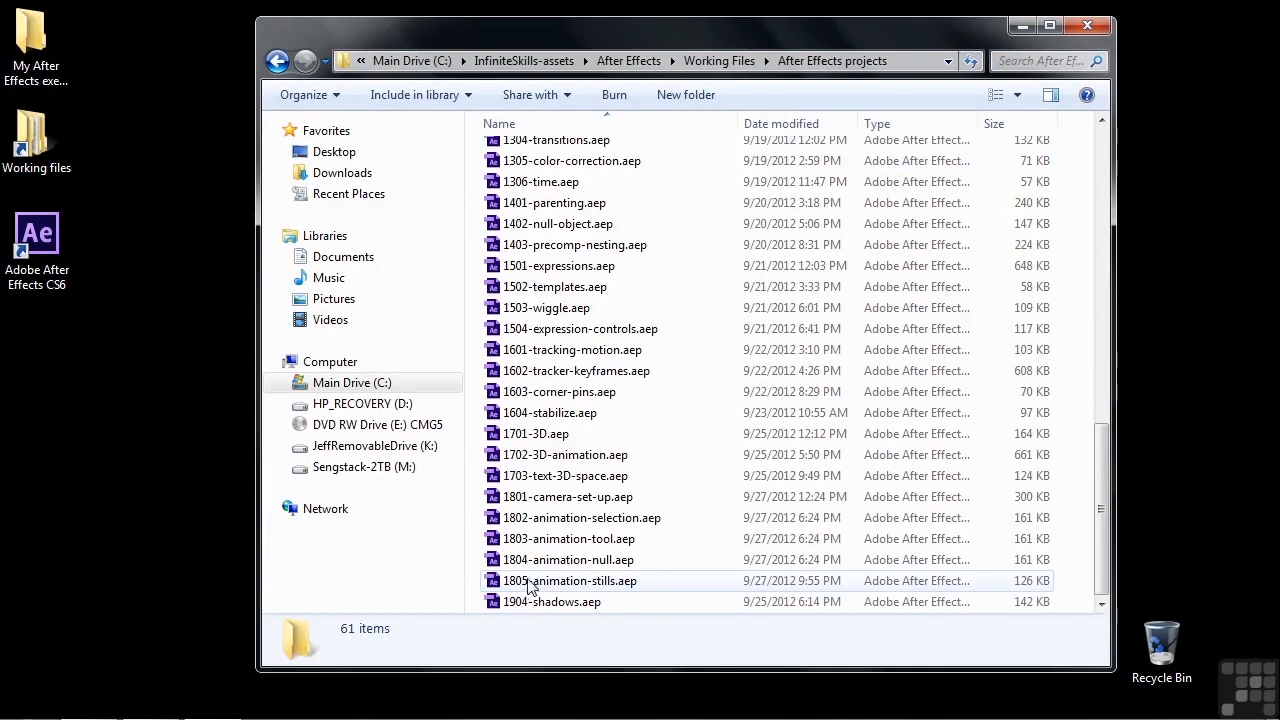 My After
Effects exe...
Working files
Ae
Adobe After
Effects CS6
« Main Drive (C:) InfiniteSkills-assets After Effects Working Files After Effects projects
Search After Ef...
Organize Include in library Share with Burn New folder
Favorites
Desktop
Downloads
Recent Places
Libraries
Documents
Music
Pictures
Videos
Computer
Main Drive (C:)
HP_RECOVERY (D:)
DVD RW Drive (E:) CMG5
JeffRemovableDrive (K:)
Sengstack-2TB (M:)
Network
Name Date modified Type Size
1304-transitions.aep 9/19/2012 12:02 PM Adobe After Effect... 132 KB
1305-color-correction.aep 9/19/2012 2:59 PM Adobe After Effect... 71 KB
1306-time.aep 9/19/2012 11:47 PM Adobe After Effect... 57 KB
1401-parenting.aep 9/20/2012 3:18 PM Adobe After Effect... 240 KB
1402-null-object.aep 9/20/2012 5:06 PM Adobe After Effect... 147 KB
1403-precomp-nesting.aep 9/20/2012 8:31 PM Adobe After Effect... 224 KB
1501-expressions.aep 9/21/2012 12:03 PM Adobe After Effect... 648 KB
1502-templates.aep 9/21/2012 3:33 PM Adobe After Effect... 58 KB
1503-wiggle.aep 9/21/2012 6:01 PM Adobe After Effect... 109 KB
1504-expression-controls.aep 9/21/2012 6:41 PM Adobe After Effect... 117 KB
1601-tracking-motion.aep 9/22/2012 3:10 PM Adobe After Effect... 103 KB
1602-tracker-keyframes.aep 9/22/2012 4:26 PM Adobe After Effect... 608 KB
1603-corner-pins.aep 9/22/2012 8:29 PM Adobe After Effect... 70 KB
1604-stabilize.aep 9/23/2012 10:55 AM Adobe After Effect... 97 KB
1701-3D.aep 9/25/2012 12:12 PM Adobe After Effect... 164 KB
1702-3D-animation.aep 9/25/2012 5:50 PM Adobe After Effect... 661 KB
1703-text-3D-space.aep 9/25/2012 9:49 PM Adobe After Effect... 124 KB
1801-camera-set-up.aep 9/27/2012 12:24 PM Adobe After Effect... 300 KB
1802-animation-selection.aep 9/27/2012 6:24 PM Adobe After Effect... 161 KB
1803-animation-tool.aep 9/27/2012 6:24 PM Adobe After Effect... 161 KB
1804-animation-null.aep 9/27/2012 6:24 PM Adobe After Effect... 161 KB
1805-animation-stills.aep 9/27/2012 9:55 PM Adobe After Effect... 126 KB
1904-shadows.aep 9/25/2012 6:14 PM Adobe After Effect... 142 KB
61 items
Recycle Bin